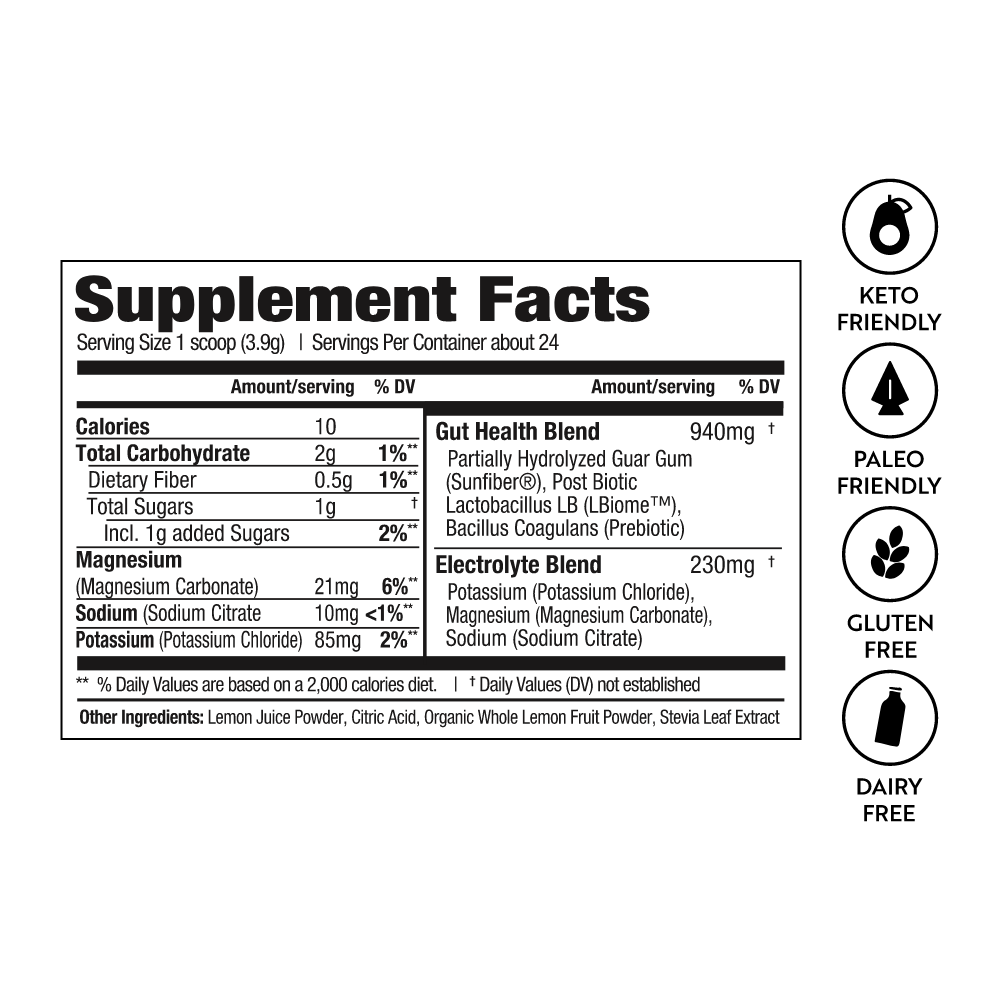 Supplement Facts
Serving Size 1 scoop (3.9g) | Servings Per Container about 24
Amount/serving % DV
Calories 10
Total Carbohydrate 2g 1%**
Dietary Fiber 0.5g 1%**
Total Sugars 1g †
Incl. 1g added Sugars 2%**
Magnesium
(Magnesium Carbonate) 21mg 6%**
Sodium (Sodium Citrate 10mg <1%**
Potassium (Potassium Chloride) 85mg 2%**
Amount/serving % DV
Gut Health Blend 940mg †
Partially Hydrolyzed Guar Gum
(Sunfiber®), Post Biotic
Lactobacillus LB (LBiome™),
Bacillus Coagulans (Prebiotic)
Electrolyte Blend 230mg †
Potassium (Potassium Chloride),
Magnesium (Magnesium Carbonate),
Sodium (Sodium Citrate)
** % Daily Values are based on a 2,000 calories diet. | † Daily Values (DV) not established
Other Ingredients: Lemon Juice Powder, Citric Acid, Organic Whole Lemon Fruit Powder, Stevia Leaf Extract
KETO
FRIENDLY
PALEO
FRIENDLY
GLUTEN
FREE
DAIRY
FREE